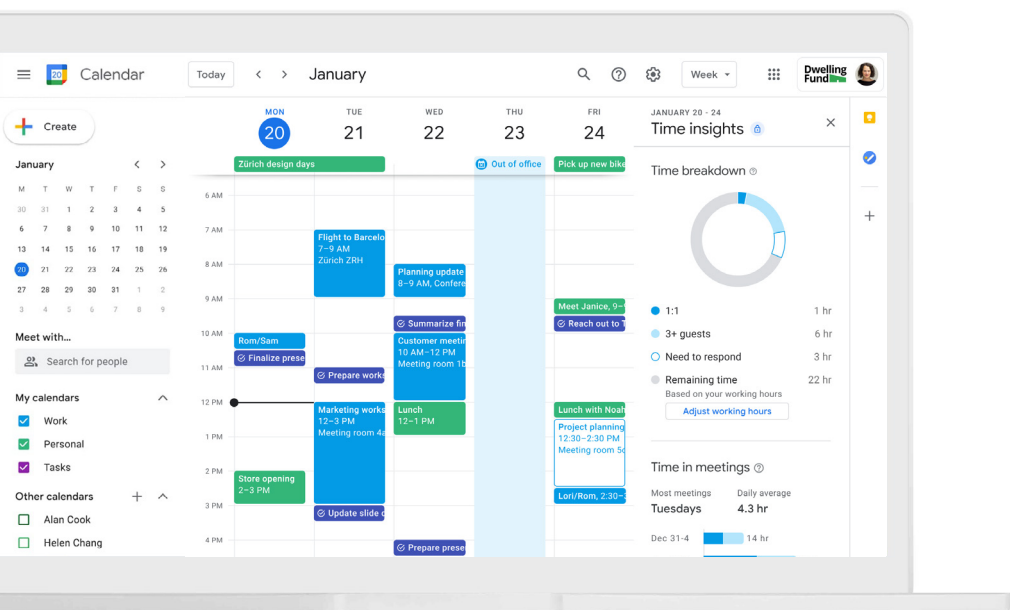 20
Calendar
Today
January
Week
Dwelling
Fund
Create
January
M T W T F S S
30 31 1 2 3 4 5
6 7 8 9 10 11 12
13 14 15 16 17 18 19
20 21 22 23 24 25 26
27 28 29 30 31 1 2
3 4 5 6 7 8 9
Meet with...
Search for people
My calendars
Work
Personal
Tasks
Other calendars
Alan Cook
Helen Chang
MON TUE WED THU FRI
20 21 22 23 24
Zürich design days
Out of office
Pick up new bike
6 AM
7 AM
8 AM
9 AM
10 AM
11 AM
12 PM
1 PM
2 PM
3 PM
4 PM
Rom/Sam
Finalize prese
Store opening
2–3 PM
Flight to Barcelo
7–9 AM
Zürich ZRH
Prepare works
Marketing works
12–3 PM
Meeting room 4a
Update slide
Planning update
8–9 AM, Confere
Summarize fin
Customer meetin
10 AM–12 PM
Meeting room 1b
Lunch
12–1 PM
Prepare prese
Meet Janice, 9–
Reach out to T
Lunch with Noah
Project planning
12:30–2:30 PM
Meeting room 5c
Lori/Rom, 2:30–
JANUARY 20 - 24
Time insights
Time breakdown
1:1 1 hr
3+ guests 6 hr
Need to respond 3 hr
Remaining time 22 hr
Based on your working hours
Adjust working hours
Time in meetings
Most meetings Daily average
Tuesdays 4.3 hr
Dec 31-4 14 hr